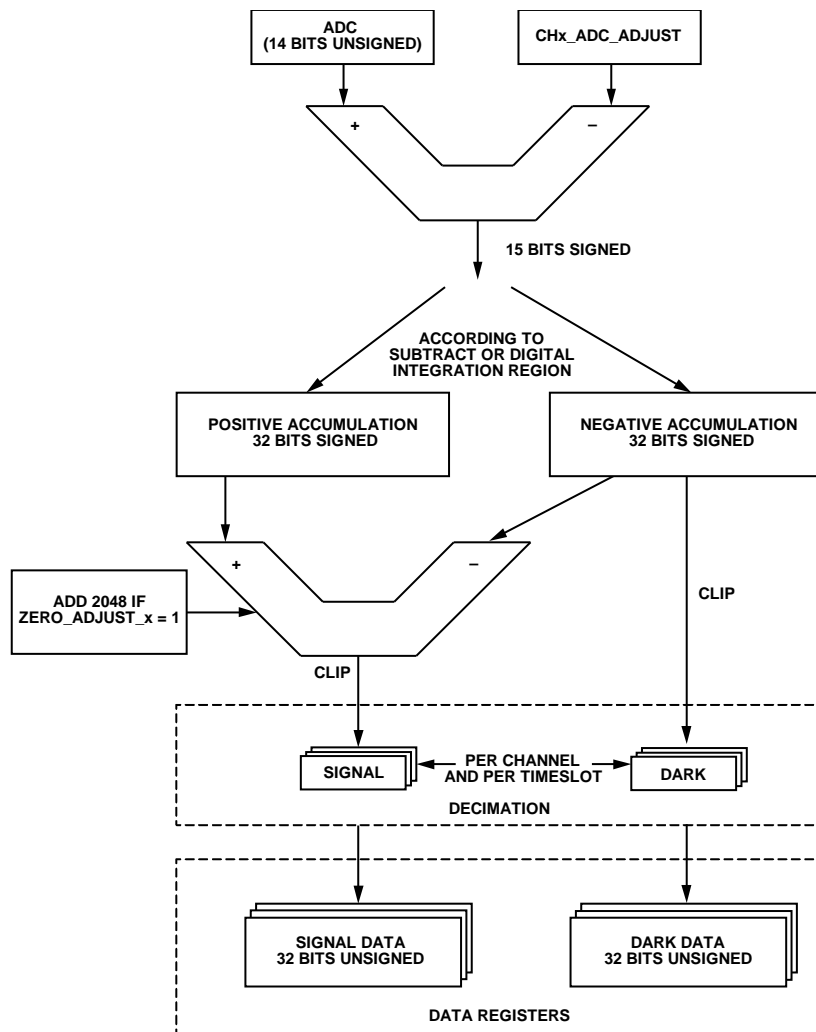 ADC
(14 BITS UNSIGNED)
CHx_ADC_ADJUST
+
–
15 BITS SIGNED
ACCORDING TO
SUBTRACT OR DIGITAL
INTEGRATION REGION
POSITIVE ACCUMULATION
32 BITS SIGNED
NEGATIVE ACCUMULATION
32 BITS SIGNED
+
–
ADD 2048 IF
ZERO_ADJUST_x = 1
CLIP
CLIP
SIGNAL
PER CHANNEL
AND PER TIMESLOT
DARK
DECIMATION
SIGNAL DATA
32 BITS UNSIGNED
DARK DATA
32 BITS UNSIGNED
DATA REGISTERS